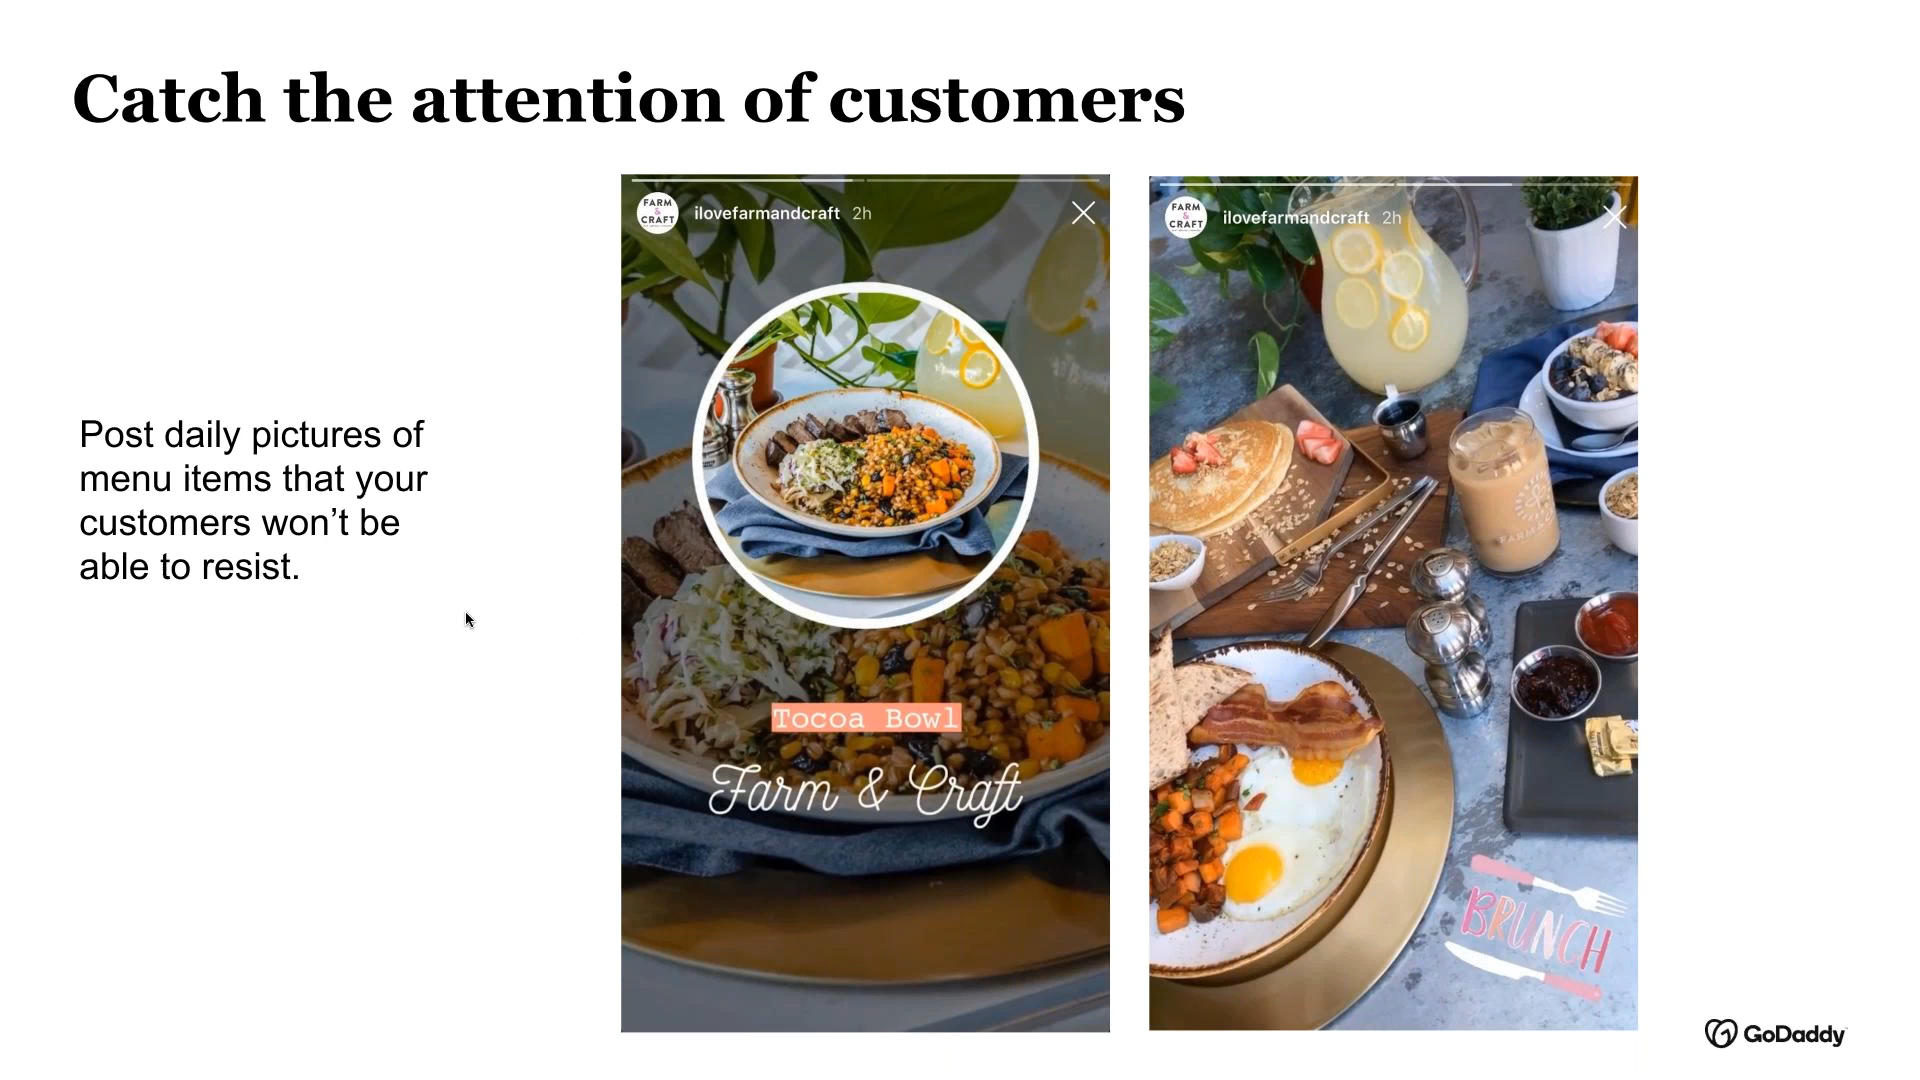 Catch the attention of customers
Post daily pictures of
menu items that your
customers won’t be
able to resist.
FARM
&
CRAFT
ilovefarmandcraft 2h
Tocoa Bowl
Farm & Craft
FARM
&
CRAFT
ilovefarmandcraft 2h
BRUNCH
GoDaddy